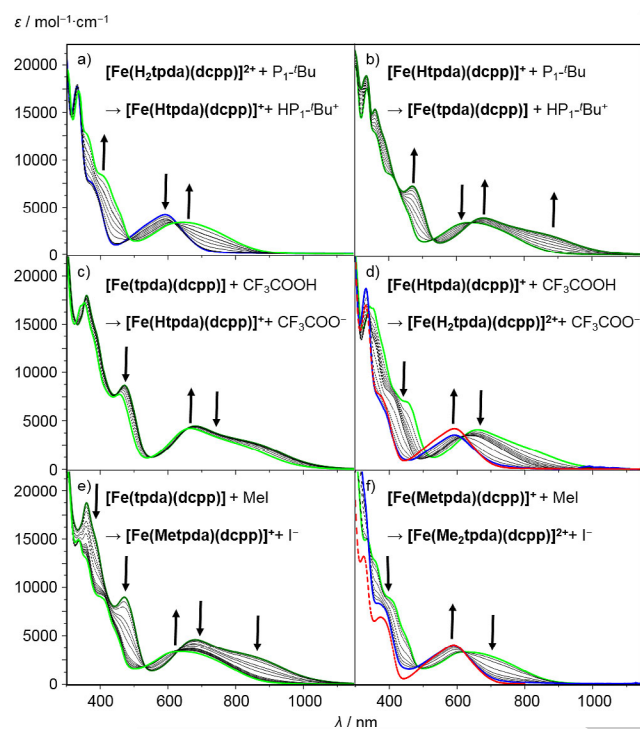 ε / mol⁻¹·cm⁻¹
a)
[Fe(H₂tpda)(dcpp)]²⁺ + P₁-ᵗBu
→ [Fe(Htpda)(dcpp)]⁺ + HP₁-ᵗBu⁺
b)
[Fe(Htpda)(dcpp)]⁺ + P₁-ᵗBu
→ [Fe(tpda)(dcpp)] + HP₁-ᵗBu⁺
20000
15000
10000
5000
0
c)
[Fe(tpda)(dcpp)] + CF₃COOH
→ [Fe(Htpda)(dcpp)]⁺ + CF₃COO⁻
d)
[Fe(Htpda)(dcpp)]⁺ + CF₃COOH
→ [Fe(H₂tpda)(dcpp)]²⁺ + CF₃COO⁻
20000
15000
10000
5000
0
e)
[Fe(tpda)(dcpp)] + MeI
→ [Fe(Metpda)(dcpp)]⁺ + I⁻
f)
[Fe(Metpda)(dcpp)]⁺ + MeI
→ [Fe(Me₂tpda)(dcpp)]²⁺ + I⁻
20000
15000
10000
5000
0
400 600 800 1000 400 600 800 1000
λ / nm